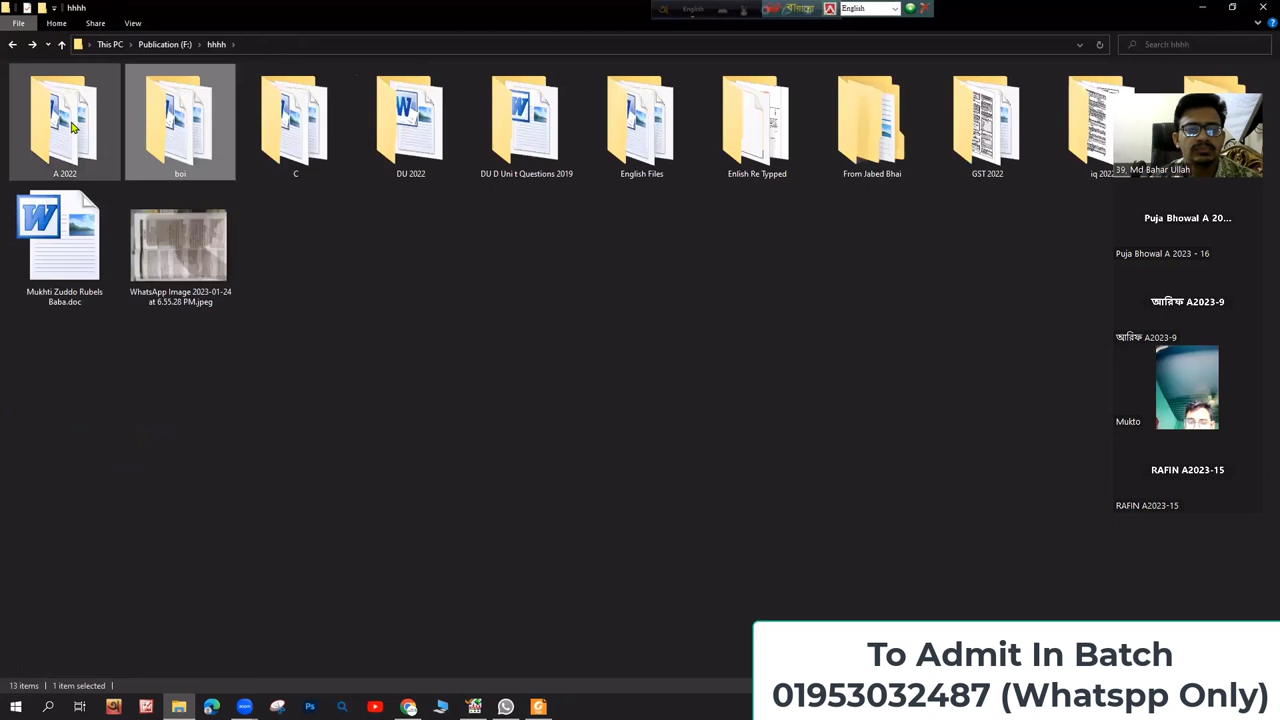 hhhh
English
বাংলায়
English
File
Home
Share
View
This PC
Publication (F:)
hhhh
Search hhhh
A 2022
boi
C
DU 2022
U D Uni t Questions 2019
English Files
Enlish Re Typped
From Jabed Bhai
GST 2022
iq 202
39, Md Bahar Ullah
Puja Bhowal A 20...
Puja Bhowal A 2023 - 16
আরিফ A2023-9
আরিফ A2023-9
Mukto
RAFIN A2023-15
RAFIN A2023-15
Mukhti Zuddo Rubels
Baba.doc
WhatsApp Image 2023-01-24
at 6.55.28 PM.jpeg
13 items
1 item selected
To Admit In Batch
01953032487 (Whatspp Only)